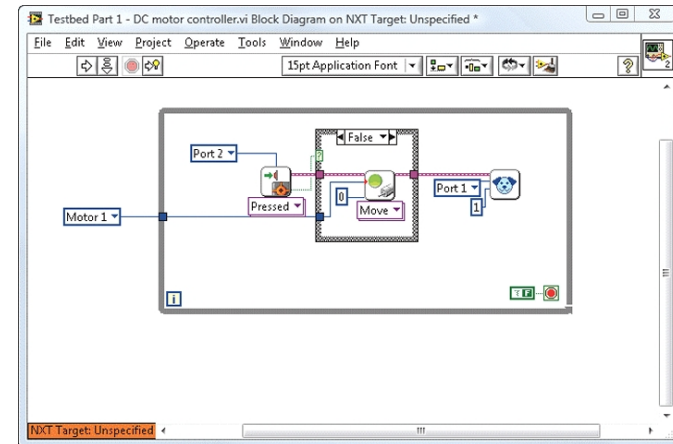 Testbed Part 1 - DC motor controller.vi Block Diagram on NXT Target: Unspecified *
File Edit View Project Operate Tools Window Help
15pt Application Font
2
False
Port 2
?
Pressed
0
Move
Port 1
1
Motor 1
i
F
NXT Target: Unspecified